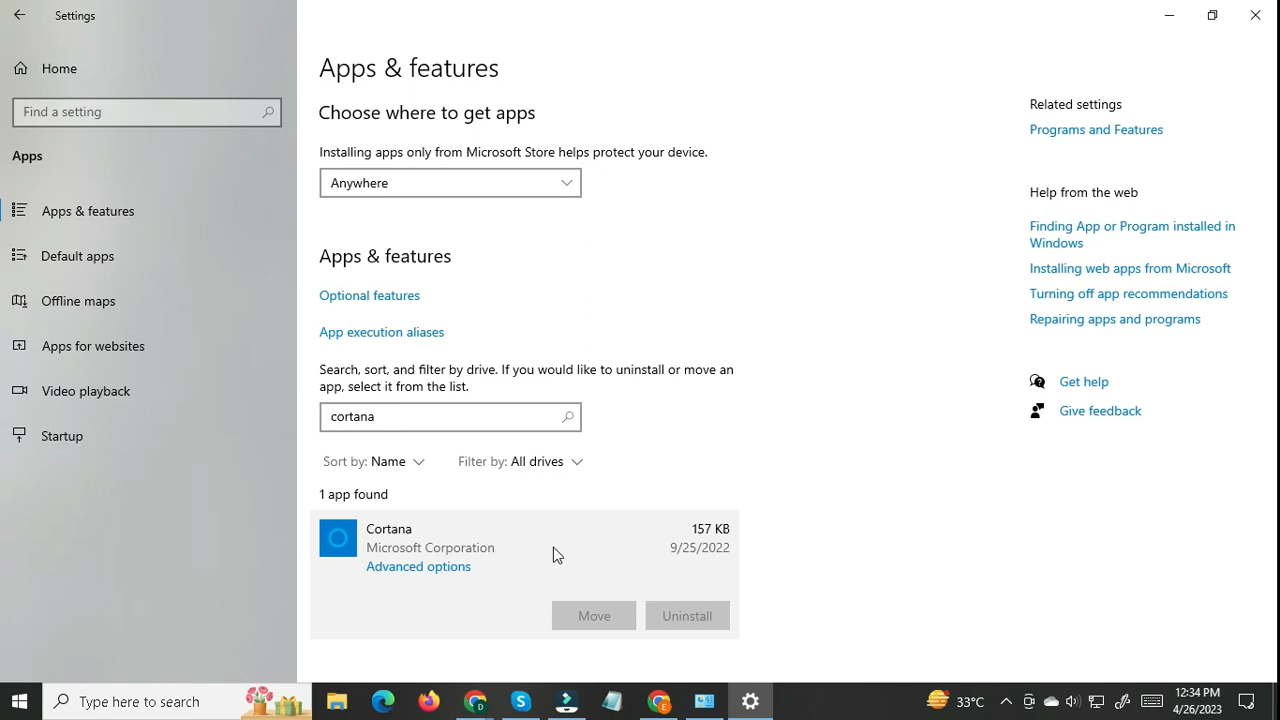 Settings
Home
Find a setting
Apps
Apps & features
Default apps
Offline maps
Apps for websites
Video playback
Startup
Apps & features
Choose where to get apps
Installing apps only from Microsoft Store helps protect your device.
Anywhere
Apps & features
Optional features
App execution aliases
Search, sort, and filter by drive. If you would like to uninstall or move an
app, select it from the list.
cortana
Sort by: Name Filter by: All drives
1 app found
Cortana 157 KB
Microsoft Corporation 9/25/2022
Advanced options
Move Uninstall
Related settings
Programs and Features
Help from the web
Finding App or Program installed in
Windows
Installing web apps from Microsoft
Turning off app recommendations
Repairing apps and programs
Get help
Give feedback
Type here to search
33°C
12:34 PM
4/26/2023